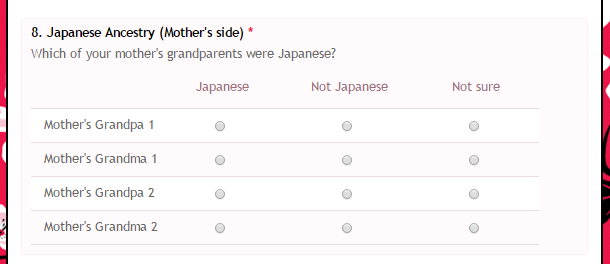 8. Japanese Ancestry (Mother's side) *
Which of your mother's grandparents were Japanese?
Japanese Not Japanese Not sure
Mother's Grandpa 1
Mother's Grandma 1
Mother's Grandpa 2
Mother's Grandma 2